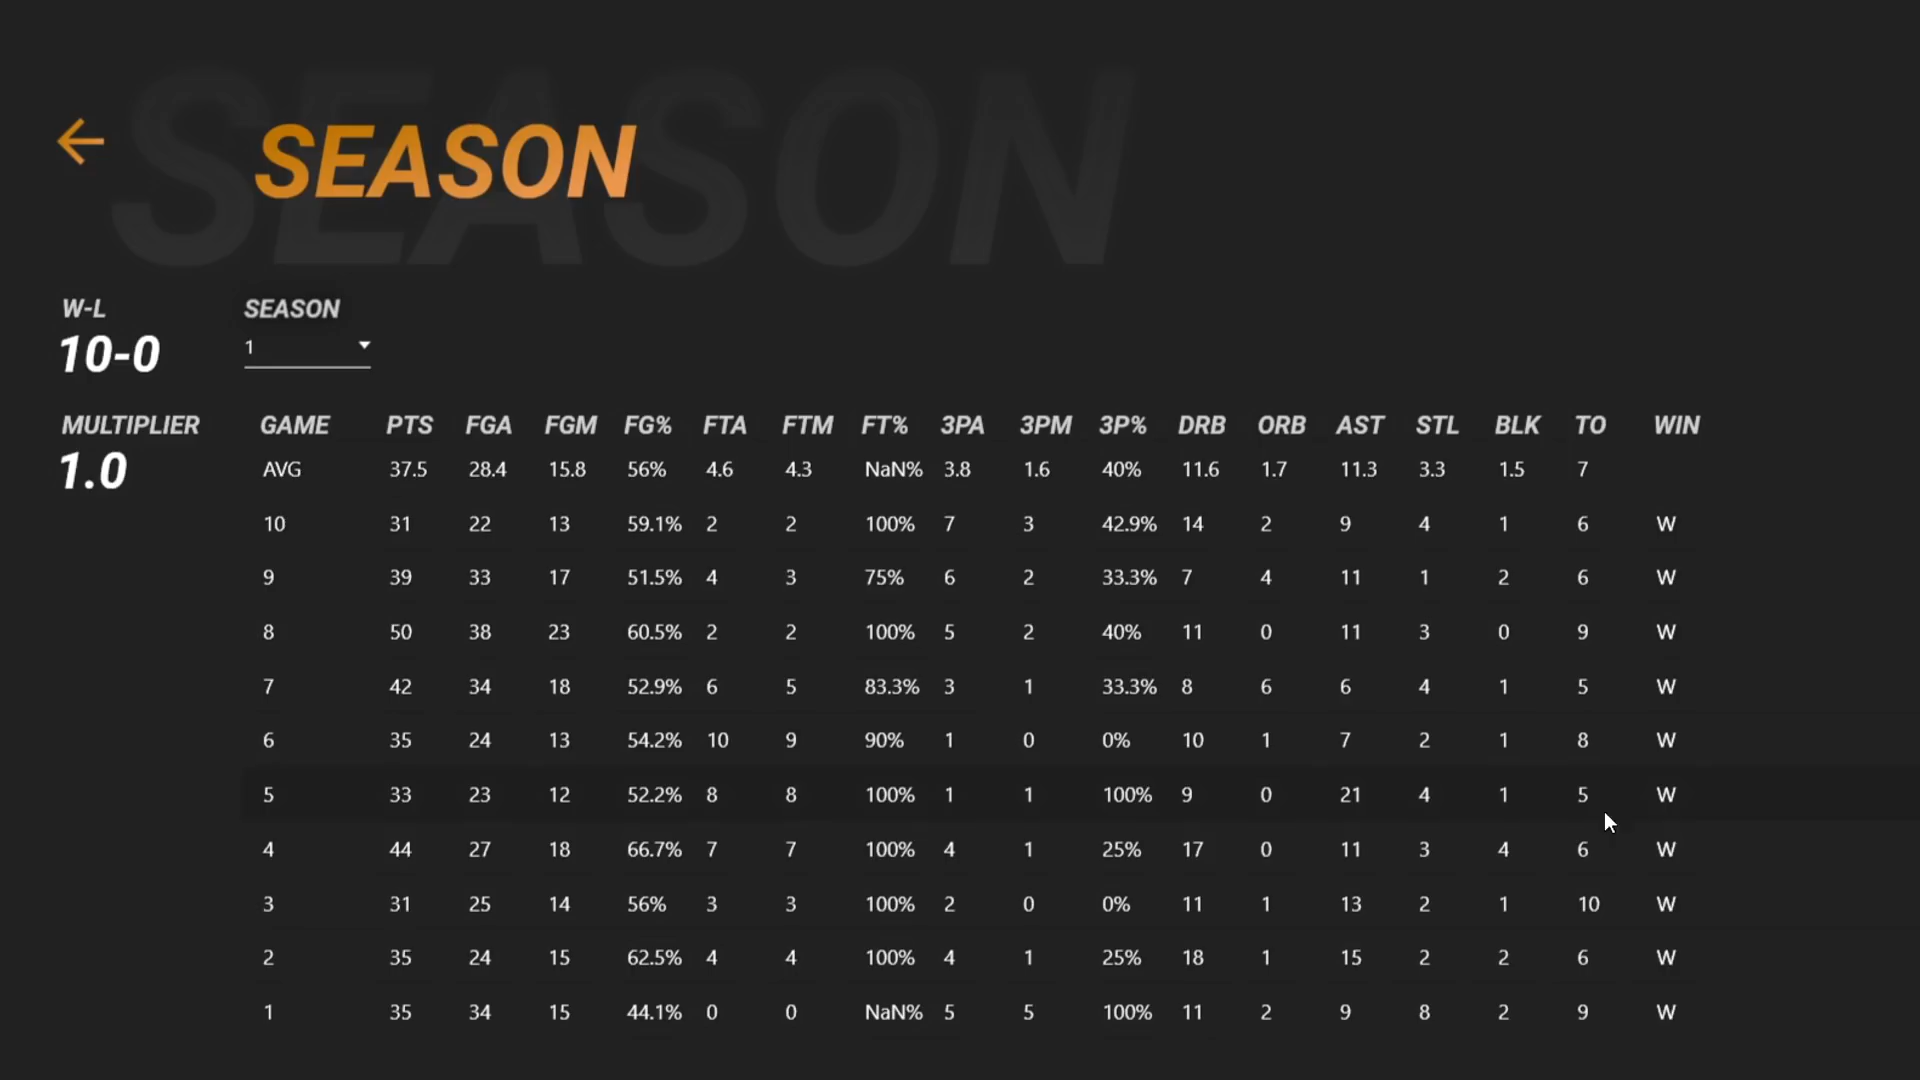 SEASON
SEASON
W-L SEASON
10-0 1
MULTIPLIER GAME PTS FGA FGM FG% FTA FTM FT% 3PA 3PM 3P% DRB ORB AST STL BLK TO WIN
1.0 AVG 37.5 28.4 15.8 56% 4.6 4.3 NaN% 3.8 1.6 40% 11.6 1.7 11.3 3.3 1.5 7
10 31 22 13 59.1% 2 2 100% 7 3 42.9% 14 2 9 4 1 6 W
9 39 33 17 51.5% 4 3 75% 6 2 33.3% 7 4 11 1 2 6 W
8 50 38 23 60.5% 2 2 100% 5 2 40% 11 0 11 3 0 9 W
7 42 34 18 52.9% 6 5 83.3% 3 1 33.3% 8 6 6 4 1 5 W
6 35 24 13 54.2% 10 9 90% 1 0 0% 10 1 7 2 1 8 W
5 33 23 12 52.2% 8 8 100% 1 1 100% 9 0 21 4 1 5 W
4 44 27 18 66.7% 7 7 100% 4 1 25% 17 0 11 3 4 6 W
3 31 25 14 56% 3 3 100% 2 0 0% 11 1 13 2 1 10 W
2 35 24 15 62.5% 4 4 100% 4 1 25% 18 1 15 2 2 6 W
1 35 34 15 44.1% 0 0 NaN% 5 5 100% 11 2 9 8 2 9 W